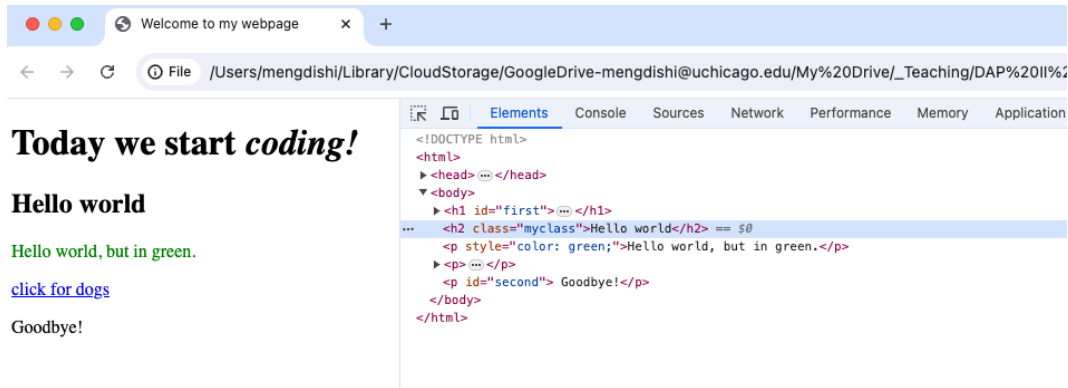 Welcome to my webpage
File /Users/mengdishi/Library/CloudStorage/GoogleDrive-mengdishi@uchicago.edu/My%20Drive/_Teaching/DAP%20II%2
Today we start coding!
Hello world
Hello world, but in green.
click for dogs
Goodbye!
Elements Console Sources Network Performance Memory Application
<!DOCTYPE html>
<html>
<head> ... </head>
<body>
<h1 id="first"> ... </h1>
... <h2 class="myclass">Hello world</h2> == $0
<p style="color: green;">Hello world, but in green.</p>
<p> ... </p>
<p id="second"> Goodbye!</p>
</body>
</html>